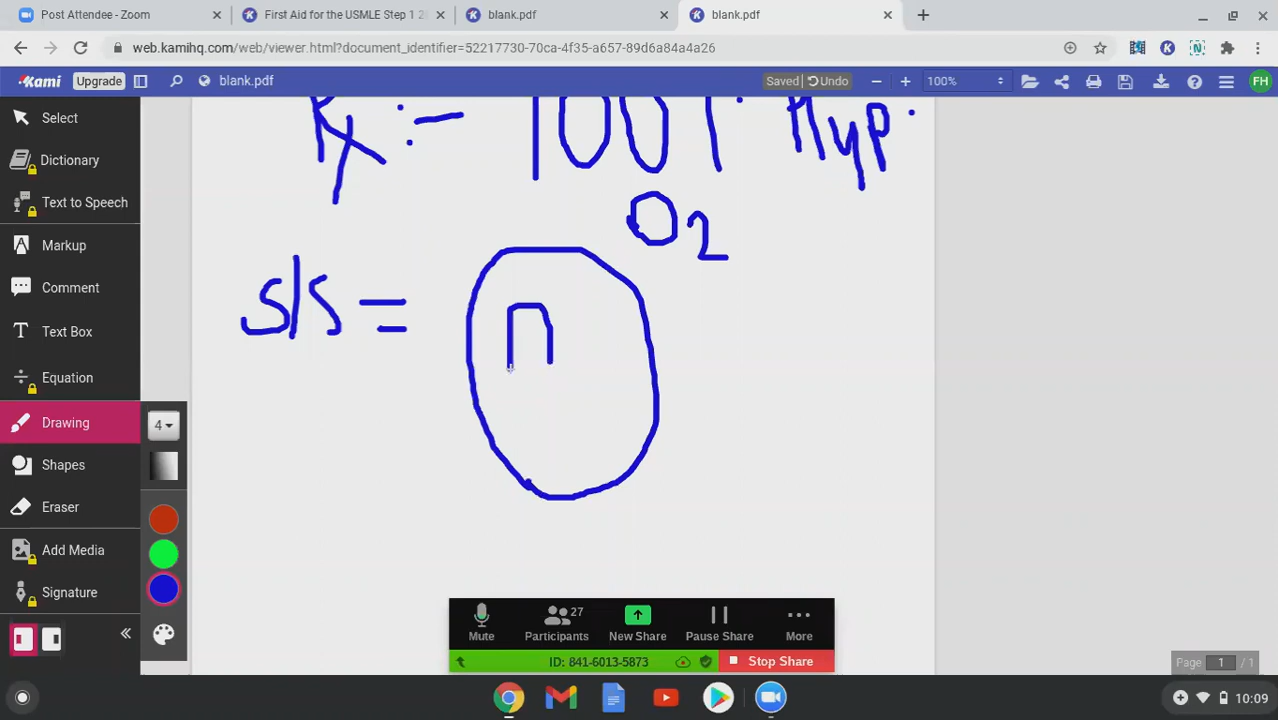 Post Attendee - Zoom
First Aid for the USMLE Step 1 2
blank.pdf
blank.pdf
web.kamihq.com/web/viewer.html?document_identifier=52217730-70ca-4f35-a657-89d6a84a4a26
Kami
Upgrade
blank.pdf
Saved Undo
100%
FH
Select
Dictionary
Text to Speech
Markup
Comment
Text Box
Equation
Drawing
4
Shapes
Eraser
Add Media
Signature
Rx :- 100% Hyp.
O2
S/S =
Mute
27
Participants
New Share
Pause Share
More
ID: 841-6013-5873
Stop Share
Page 1 / 1
10:09